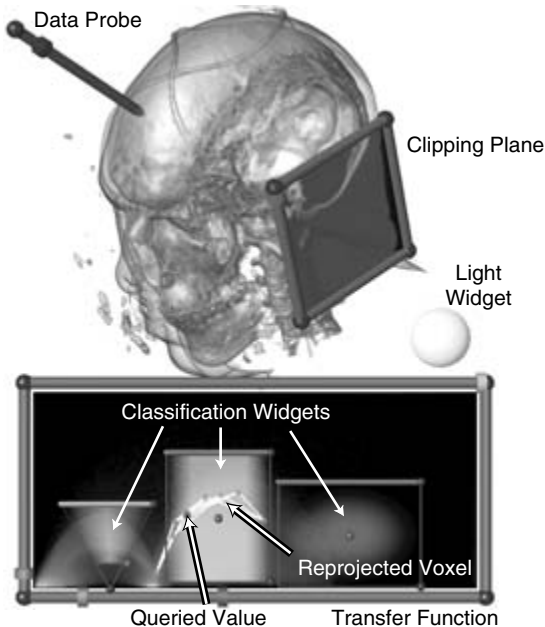 Data Probe
Clipping Plane
Light
Widget
Classification Widgets
Reprojected Voxel
Queried Value
Transfer Function